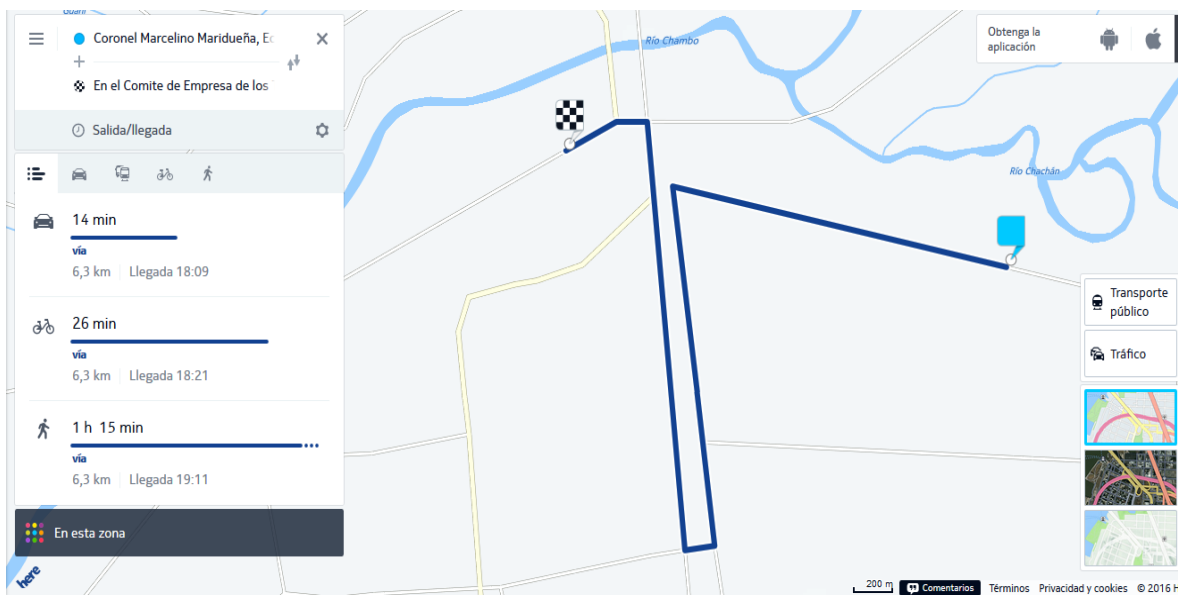 Guani
Coronel Marcelino Maridueña, Ec
En el Comite de Empresa de los
Salida/llegada
14 min
vía
6,3 km | Llegada 18:09
26 min
vía
6,3 km | Llegada 18:21
1 h 15 min
vía
6,3 km | Llegada 19:11
En esta zona
here
Río Chambo
Río Chachán
Obtenga la
aplicación
Transporte
público
Tráfico
200 m
Comentarios
Términos
Privacidad y cookies
© 2016 H